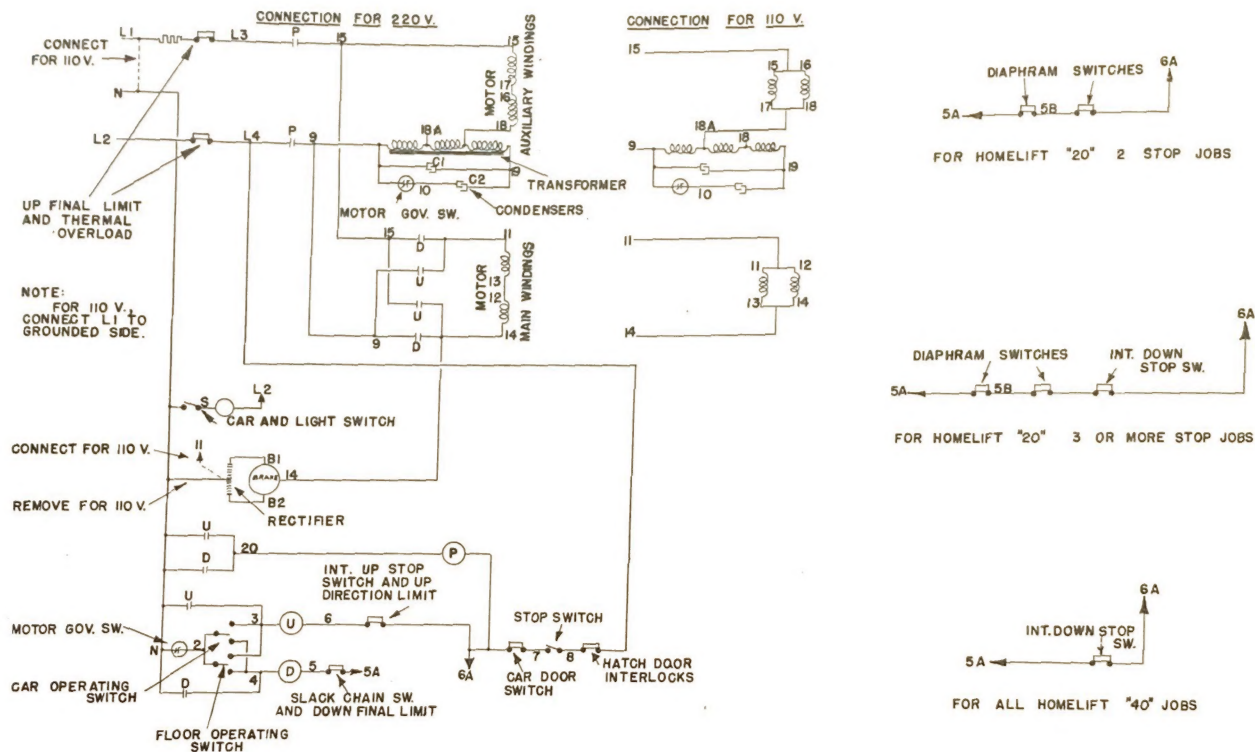 CONNECTION FOR 220 V.
CONNECTION FOR 110 V.
L1
CONNECT
FOR 110 V.
N
L3
P
15
15
17
16
18
MOTOR
AUXILIARY WINDINGS
L2
L4
P
9
18A
C1
19
C2
10
TRANSFORMER
CONDENSERS
MOTOR GOV. SW.
UP FINAL LIMIT
AND THERMAL
OVERLOAD
NOTE:
FOR 110 V.,
CONNECT L1 TO
GROUNDED SIDE.
15
D
11
U
13
12
U
9
D
14
MOTOR
MAIN WINDINGS
15
15
16
17
18
18A
9
18
19
10
11
11
12
13
14
14
S
L2
CAR AND LIGHT SWITCH
CONNECT FOR 110 V.
11
B1
BRAKE
14
B2
REMOVE FOR 110 V.
RECTIFIER
U
D
20
P
INT. UP STOP
SWITCH AND UP
DIRECTION LIMIT
U
MOTOR GOV. SW.
N
2
3
U
6
STOP SWITCH
4
D
5
5A
6A
7
8
D
CAR OPERATING
SWITCH
FLOOR OPERATING
SWITCH
SLACK CHAIN SW.
AND DOWN FINAL LIMIT
CAR DOOR
SWITCH
HATCH DOOR
INTERLOCKS
6A
DIAPHRAM SWITCHES
5A
5B
FOR HOMELIFT "20" 2 STOP JOBS
6A
DIAPHRAM SWITCHES
INT. DOWN
STOP SW.
5A
5B
FOR HOMELIFT "20" 3 OR MORE STOP JOBS
6A
INT. DOWN STOP
SW.
5A
FOR ALL HOMELIFT "40" JOBS